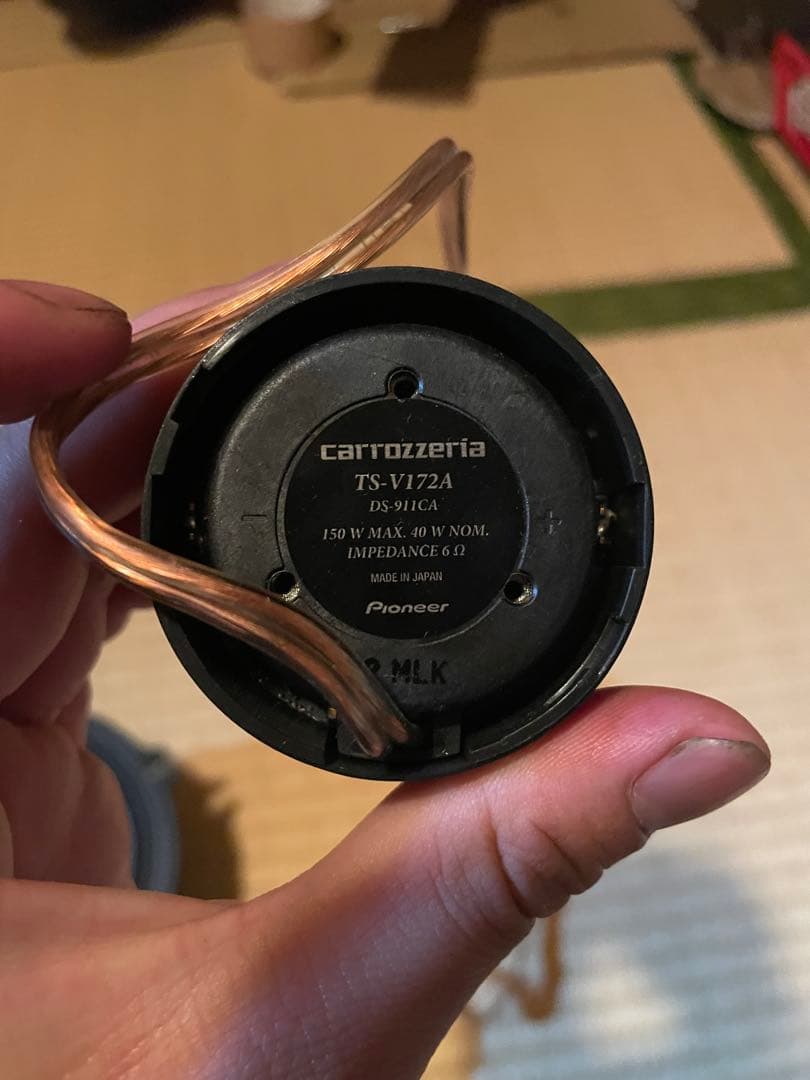 carrozzeria
TS-V172A
DS-911CA
150 W MAX. 40 W NOM.
IMPEDANCE 6 Ω
− +
MADE IN JAPAN
Pioneer
MLK